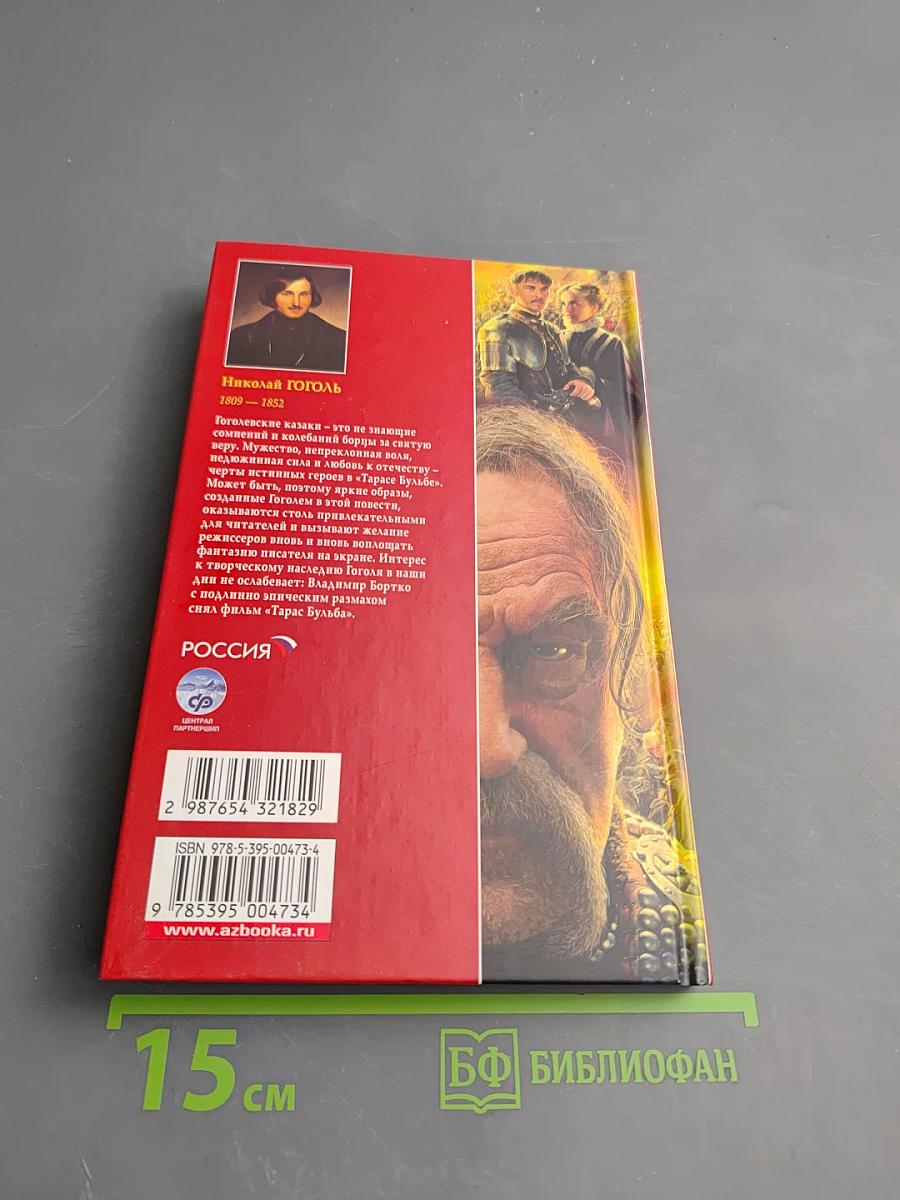 Николай ГОГОЛЬ
1809 — 1852
Гоголевские казаки – это не знающие
сомнений и колебаний борцы за святую
веру. Мужество, непреклонная воля,
недюжинная сила и любовь к отечеству –
черты истинных героев в «Тарасе Бульбе».
Может быть, поэтому яркие образы,
созданные Гоголем в этой повести,
оказываются столь привлекательными
для читателей и вызывают желание
режиссеров вновь и вновь воплощать
фантазию писателя на экране. Интерес
к творческому наследию Гоголя в наши
дни не ослабевает: Владимир Бортко
с подлинно эпическим размахом
снял фильм «Тарас Бульба».
РОССИЯ
ЦЕНТРАЛ
ПАРТНЕРШИП
2 987654 321829
ISBN 978-5-395-00473-4
9 785395 004734
www.azbooka.ru
15 см
БФ БИБЛИОФАН